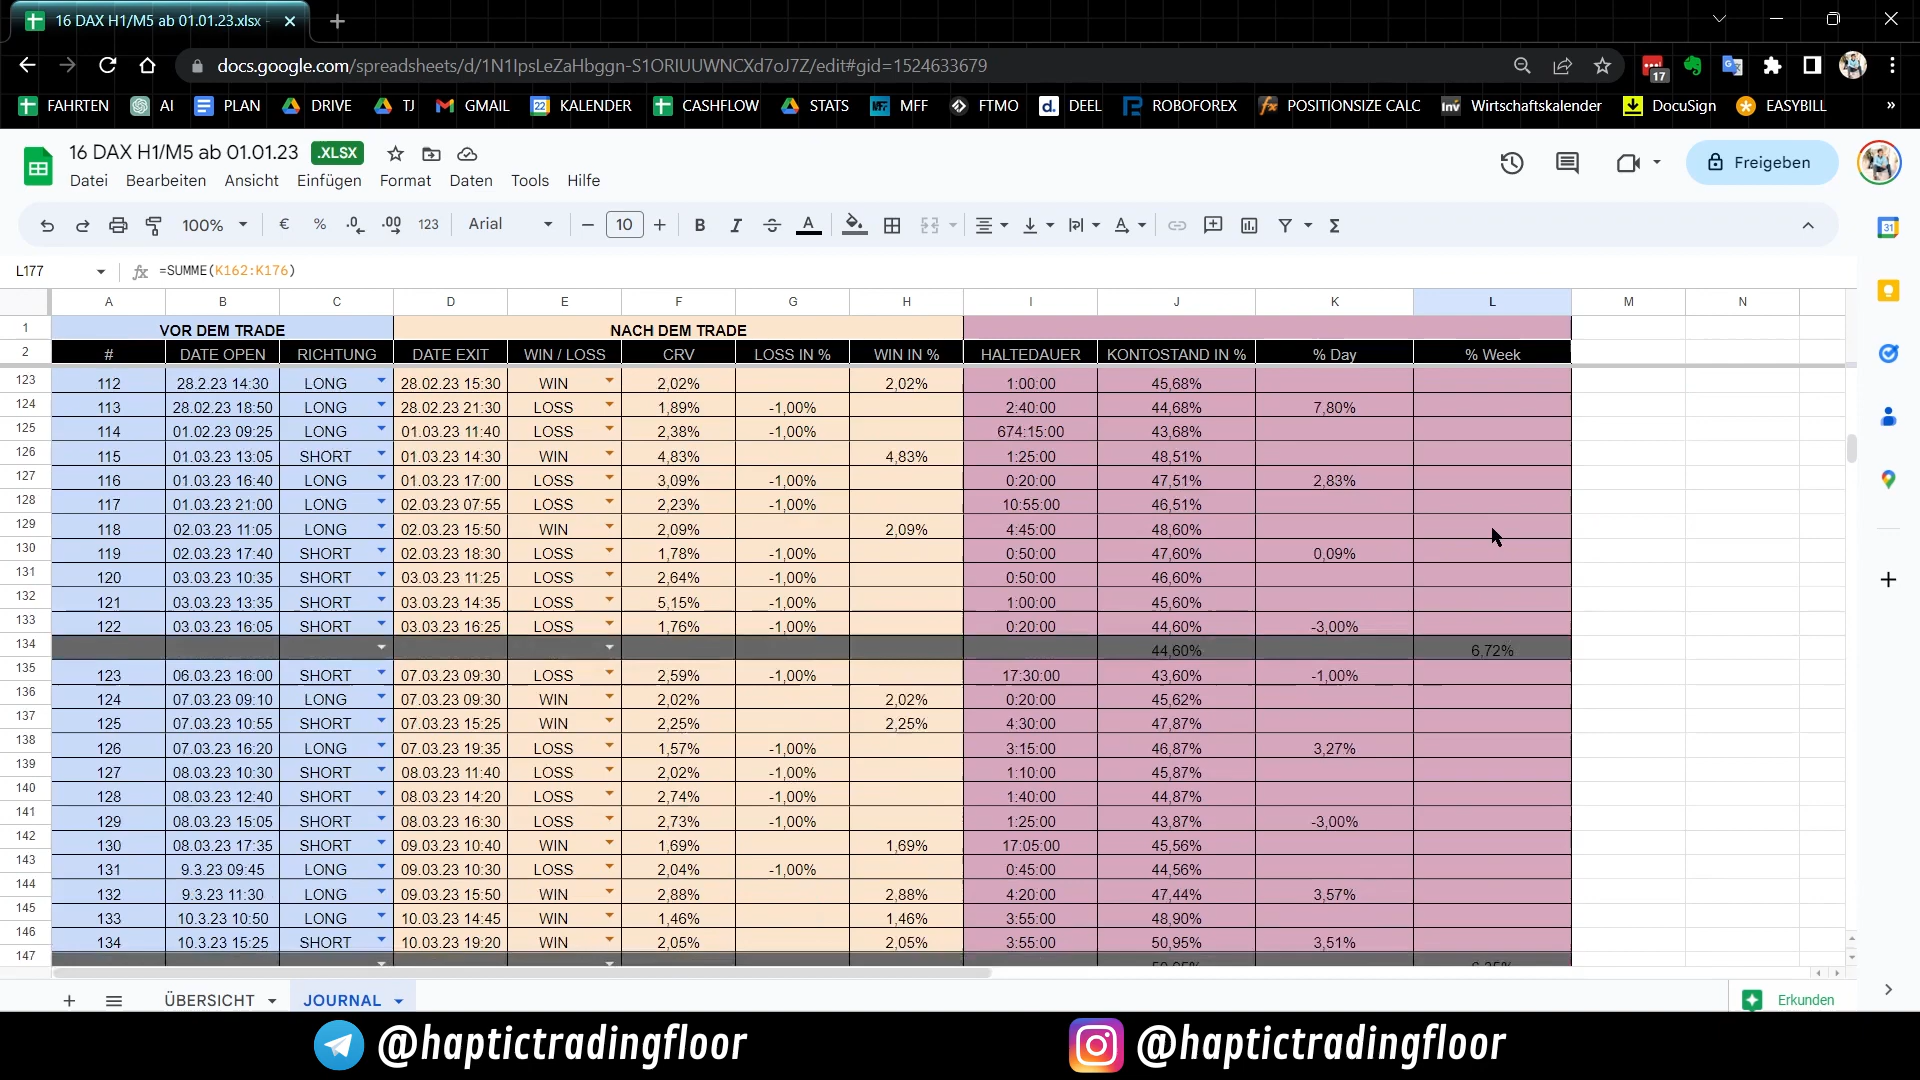 16 DAX H1/M5 ab 01.01.23.xlsx -
docs.google.com/spreadsheets/d/1N1IpsLeZaHbggn-S1ORIUUWNCXd7oJ7Z/edit#gid=1524633679
17
FAHRTEN AI PLAN DRIVE TJ GMAIL 22 KALENDER CASHFLOW STATS MFF FTMO d. DEEL ROBOFOREX fx POSITIONSIZE CALC Inv Wirtschaftskalender DocuSign EASYBILL »
16 DAX H1/M5 ab 01.01.23 .XLSX
Freigeben
Datei Bearbeiten Ansicht Einfügen Format Daten Tools Hilfe
100% € % .0 .00 123 Arial 10 B I A Σ
31
L177 fx =SUMME(K162:K176)
A B C D E F G H I J K L M N
1 VOR DEM TRADE NACH DEM TRADE
2 # DATE OPEN RICHTUNG DATE EXIT WIN / LOSS CRV LOSS IN % WIN IN % HALTEDAUER KONTOSTAND IN % % Day % Week
123 112 28.2.23 14:30 LONG 28.02.23 15:30 WIN 2,02% 2,02% 1:00:00 45,68%
124 113 28.02.23 18:50 LONG 28.02.23 21:30 LOSS 1,89% -1,00% 2:40:00 44,68% 7,80%
125 114 01.02.23 09:25 LONG 01.03.23 11:40 LOSS 2,38% -1,00% 674:15:00 43,68%
126 115 01.03.23 13:05 SHORT 01.03.23 14:30 WIN 4,83% 4,83% 1:25:00 48,51%
127 116 01.03.23 16:40 LONG 01.03.23 17:00 LOSS 3,09% -1,00% 0:20:00 47,51% 2,83%
128 117 01.03.23 21:00 LONG 02.03.23 07:55 LOSS 2,23% -1,00% 10:55:00 46,51%
129 118 02.03.23 11:05 LONG 02.03.23 15:50 WIN 2,09% 2,09% 4:45:00 48,60%
130 119 02.03.23 17:40 SHORT 02.03.23 18:30 LOSS 1,78% -1,00% 0:50:00 47,60% 0,09%
131 120 03.03.23 10:35 SHORT 03.03.23 11:25 LOSS 2,64% -1,00% 0:50:00 46,60%
132 121 03.03.23 13:35 SHORT 03.03.23 14:35 LOSS 5,15% -1,00% 1:00:00 45,60%
133 122 03.03.23 16:05 SHORT 03.03.23 16:25 LOSS 1,76% -1,00% 0:20:00 44,60% -3,00%
134 44,60% 6,72%
135 123 06.03.23 16:00 SHORT 07.03.23 09:30 LOSS 2,59% -1,00% 17:30:00 43,60% -1,00%
136 124 07.03.23 09:10 LONG 07.03.23 09:30 WIN 2,02% 2,02% 0:20:00 45,62%
137 125 07.03.23 10:55 SHORT 07.03.23 15:25 WIN 2,25% 2,25% 4:30:00 47,87%
138 126 07.03.23 16:20 LONG 07.03.23 19:35 LOSS 1,57% -1,00% 3:15:00 46,87% 3,27%
139 127 08.03.23 10:30 SHORT 08.03.23 11:40 LOSS 2,02% -1,00% 1:10:00 45,87%
140 128 08.03.23 12:40 SHORT 08.03.23 14:20 LOSS 2,74% -1,00% 1:40:00 44,87%
141 129 08.03.23 15:05 SHORT 08.03.23 16:30 LOSS 2,73% -1,00% 1:25:00 43,87% -3,00%
142 130 08.03.23 17:35 SHORT 09.03.23 10:40 WIN 1,69% 1,69% 17:05:00 45,56%
143 131 9.3.23 09:45 LONG 09.03.23 10:30 LOSS 2,04% -1,00% 0:45:00 44,56%
144 132 9.3.23 11:30 LONG 09.03.23 15:50 WIN 2,88% 2,88% 4:20:00 47,44% 3,57%
145 133 10.3.23 10:50 LONG 10.03.23 14:45 WIN 1,46% 1,46% 3:55:00 48,90%
146 134 10.3.23 15:25 SHORT 10.03.23 19:20 WIN 2,05% 2,05% 3:55:00 50,95% 3,51%
147 50,95% 6,35%
ÜBERSICHT JOURNAL Erkunden
@haptictradingfloor @haptictradingfloor